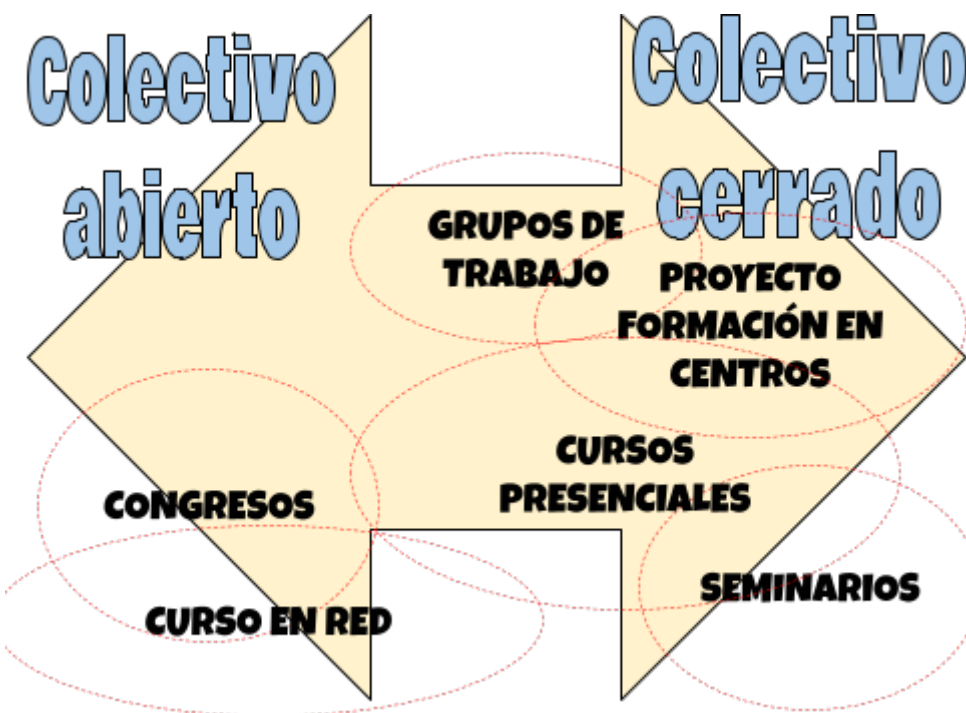 Colectivo
abierto
Colectivo
cerrado
GRUPOS DE
TRABAJO
PROYECTO
FORMACIÓN EN
CENTROS
CURSOS
PRESENCIALES
CONGRESOS
SEMINARIOS
CURSO EN RED